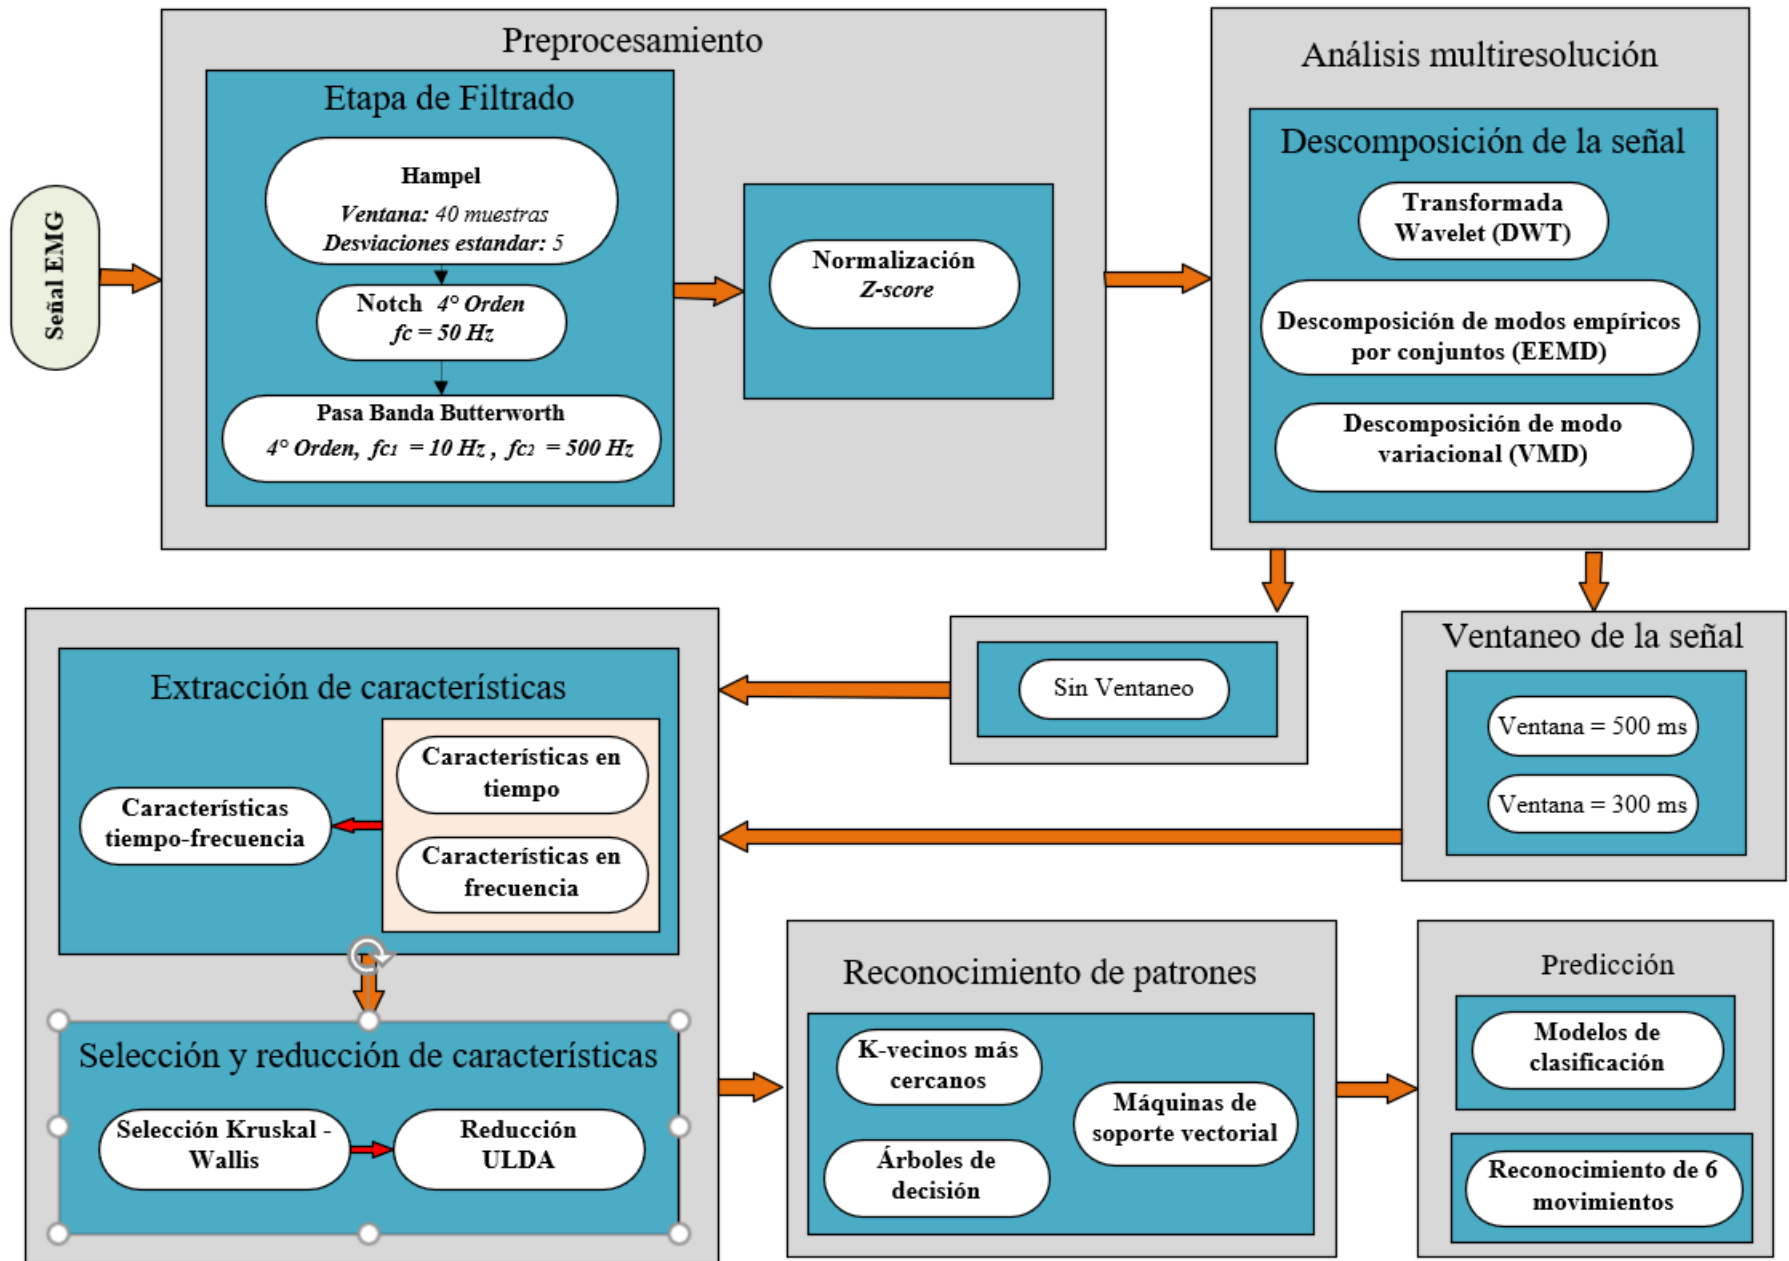 Señal EMG
Preprocesamiento
Etapa de Filtrado
Hampel
Ventana: 40 muestras
Desviaciones estandar: 5
Notch 4° Orden
fc = 50 Hz
Pasa Banda Butterworth
4° Orden, fc1 = 10 Hz , fc2 = 500 Hz
Normalización
Z-score
Análisis multiresolución
Descomposición de la señal
Transformada
Wavelet (DWT)
Descomposición de modos empíricos
por conjuntos (EEMD)
Descomposición de modo
variacional (VMD)
Sin Ventaneo
Ventaneo de la señal
Ventana = 500 ms
Ventana = 300 ms
Extracción de característícas
Característícas en
tiempo
Característícas en
frecuencia
Característícas
tiempo-frecuencia
Selección y reducción de característícas
Selección Kruskal -
Wallis
Reducción
ULDA
Reconocimiento de patrones
K-vecinos más
cercanos
Máquinas de
soporte vectorial
Árboles de
decisión
Predicción
Modelos de
clasificación
Reconocimiento de 6
movimientos